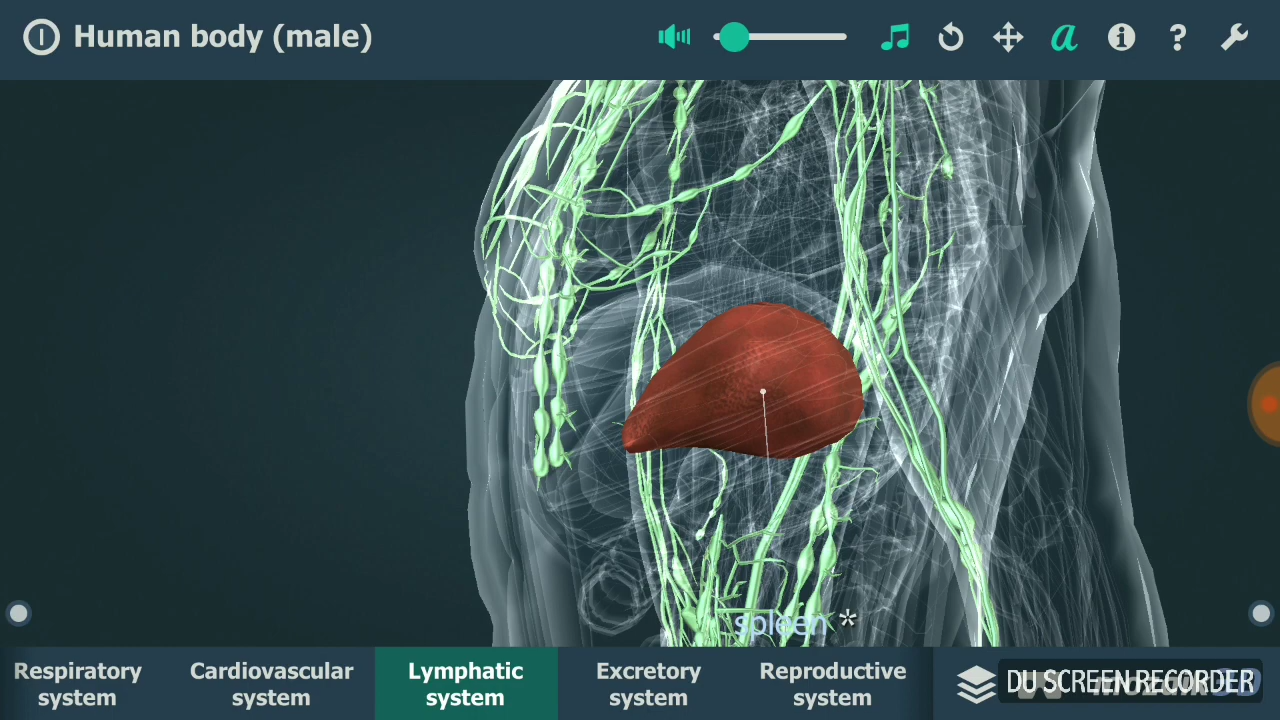 Human body (male)
spleen *
Respiratory
system
Cardiovascular
system
Lymphatic
system
Excretory
system
Reproductive
system
DU SCREEN RECORDER